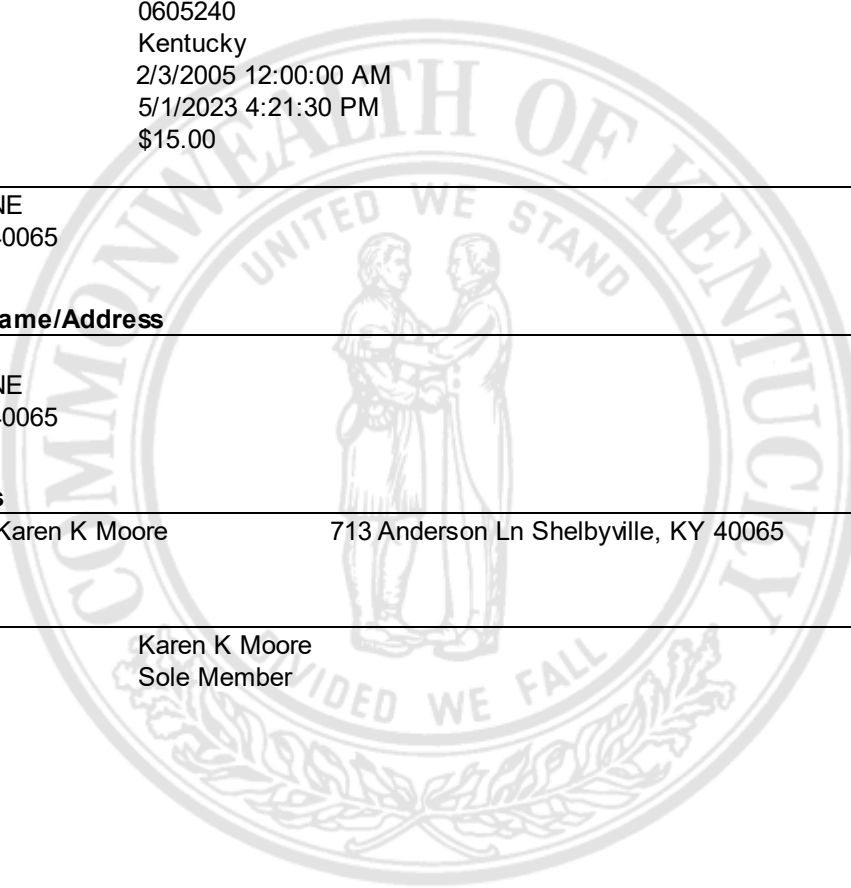 0605240
Kentucky
2/3/2005 12:00:00 AM
5/1/2023 4:21:30 PM
$15.00
NE
40065
ame/Address
NE
40065
s
Karen K Moore 713 Anderson Ln Shelbyville, KY 40065
Karen K Moore
Sole Member
COMMONWEALTH OF KENTUCKY
UNITED WE STAND
DIVIDED WE FALL